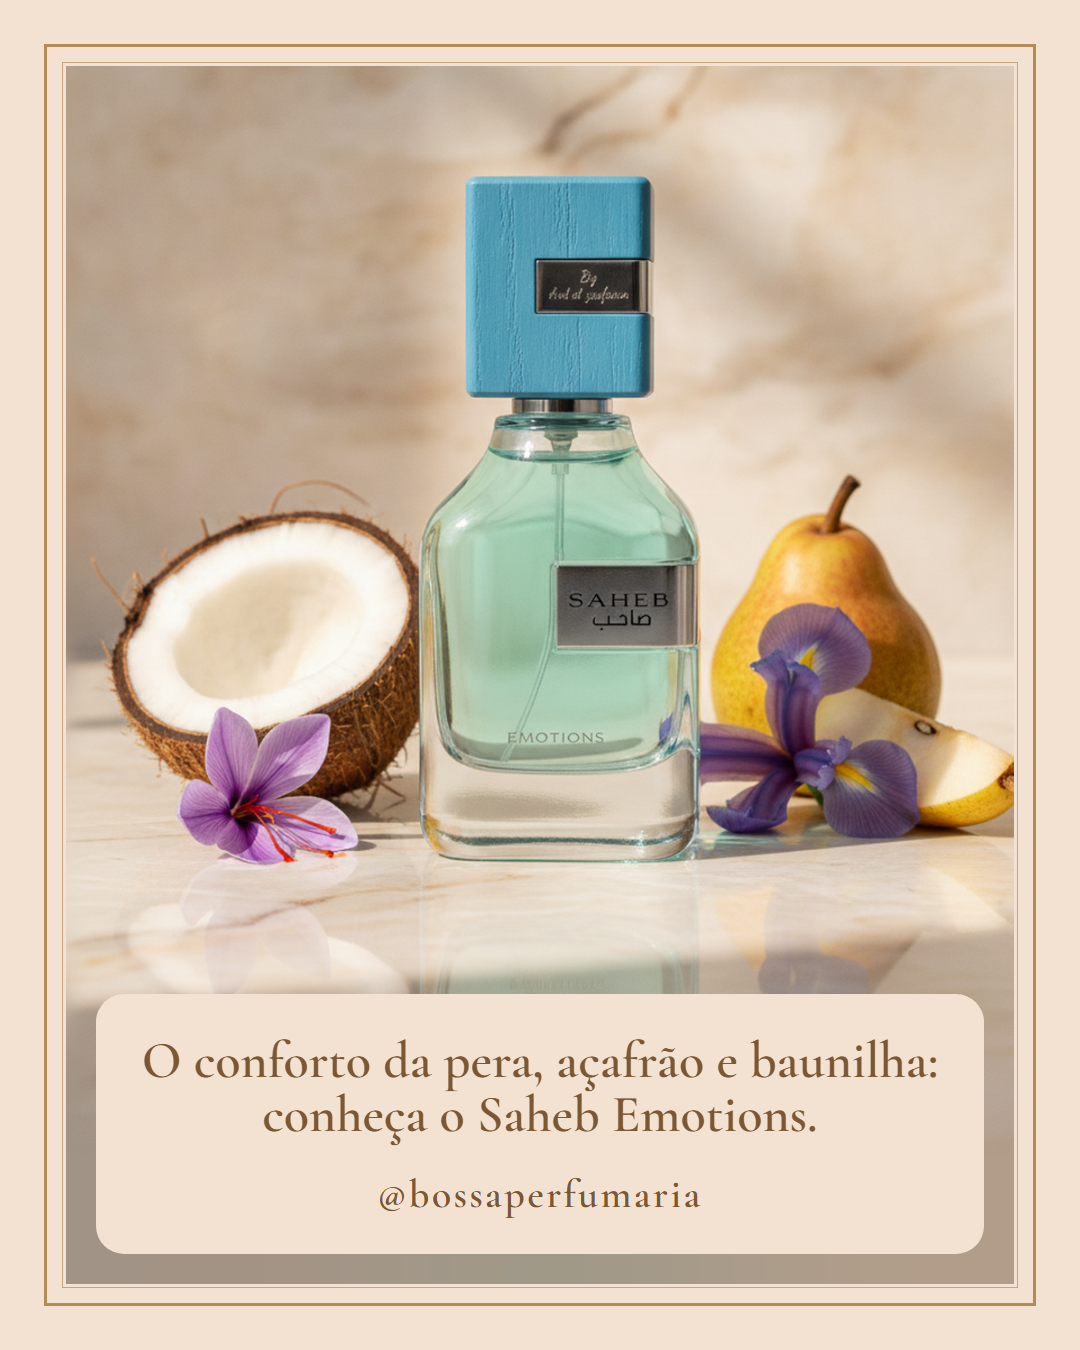 By
SAHEB
صاحب
EMOTIONS
O conforto da pera, açafrão e baunilha:
conheça o Saheb Emotions.
@bossaperfumaria